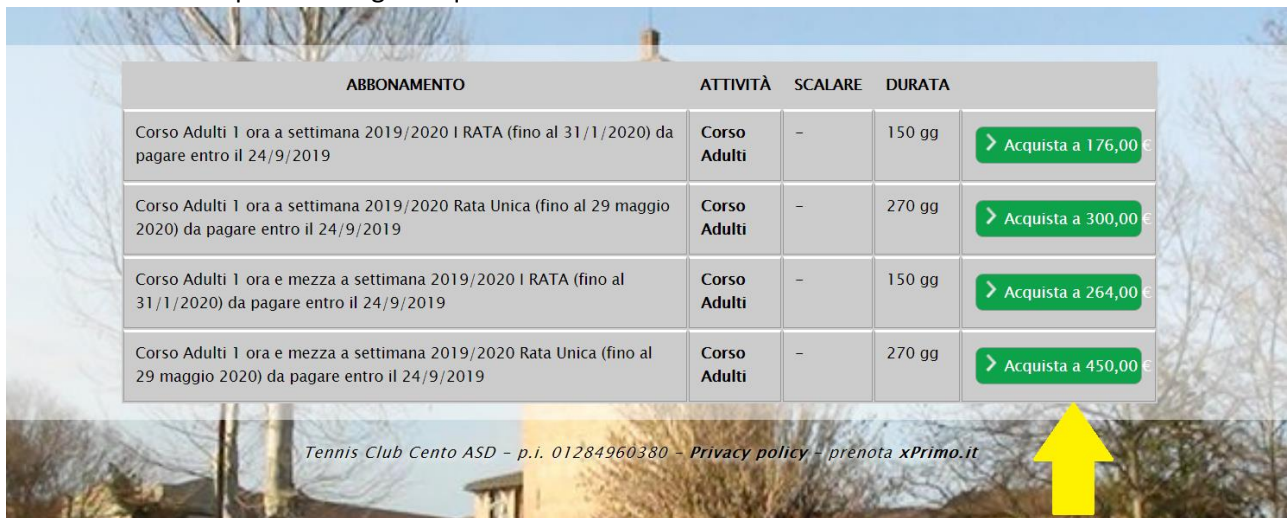 ABBONAMENTO ATTIVITÀ SCALARE DURATA
Corso Adulti 1 ora a settimana 2019/2020 I RATA (fino al 31/1/2020) da
pagare entro il 24/9/2019
Corso
Adulti
–
150 gg
Acquista a 176,00 €
Corso Adulti 1 ora a settimana 2019/2020 Rata Unica (fino al 29 maggio
2020) da pagare entro il 24/9/2019
Corso
Adulti
–
270 gg
Acquista a 300,00 €
Corso Adulti 1 ora e mezza a settimana 2019/2020 I RATA (fino al
31/1/2020) da pagare entro il 24/9/2019
Corso
Adulti
–
150 gg
Acquista a 264,00 €
Corso Adulti 1 ora e mezza a settimana 2019/2020 Rata Unica (fino al
29 maggio 2020) da pagare entro il 24/9/2019
Corso
Adulti
–
270 gg
Acquista a 450,00 €
Tennis Club Cento ASD – p.i. 01284960380 – Privacy policy – prenota xPrimo.it